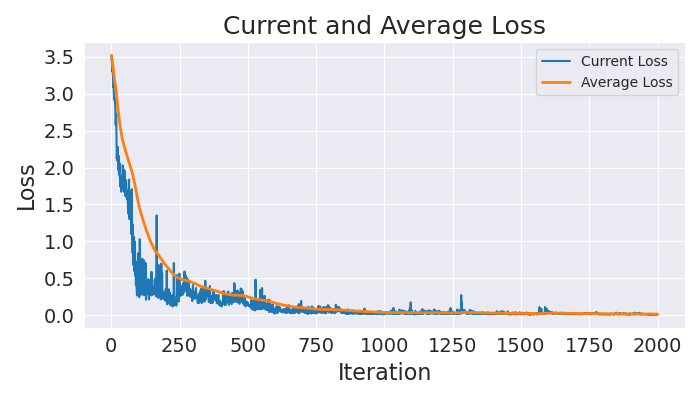 Current and Average Loss
Current Loss
Average Loss
3.5
3.0
2.5
2.0
1.5
1.0
0.5
0.0
Loss
0 250 500 750 1000 1250 1500 1750 2000
Iteration